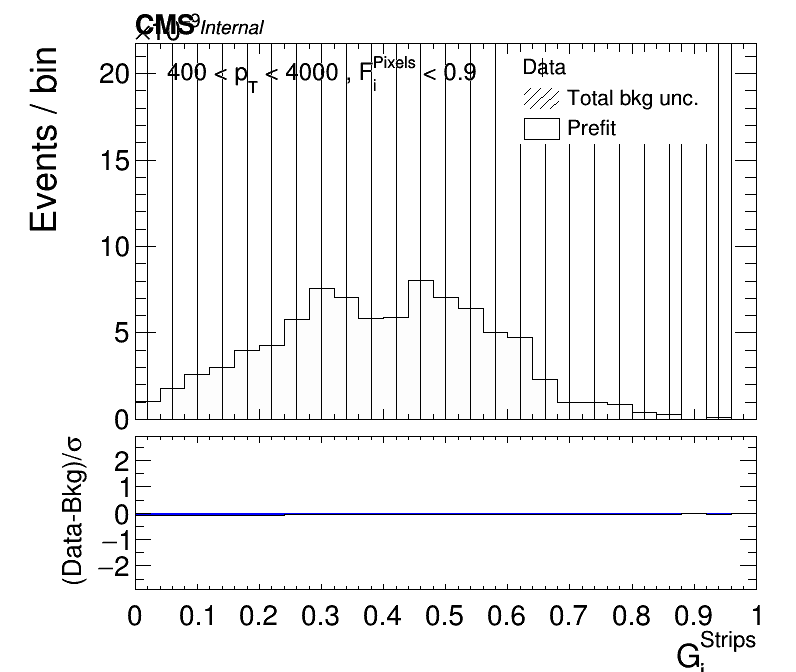 CMS Internal
×10⁻⁹
400 < p_T < 4000 , F_i^Pixels < 0.9
Data
Total bkg unc.
Prefit
Events / bin
20
15
10
5
0
(Data-Bkg)/σ
2
1
0
−1
−2
0 0.1 0.2 0.3 0.4 0.5 0.6 0.7 0.8 0.9 1
G_i^Strips